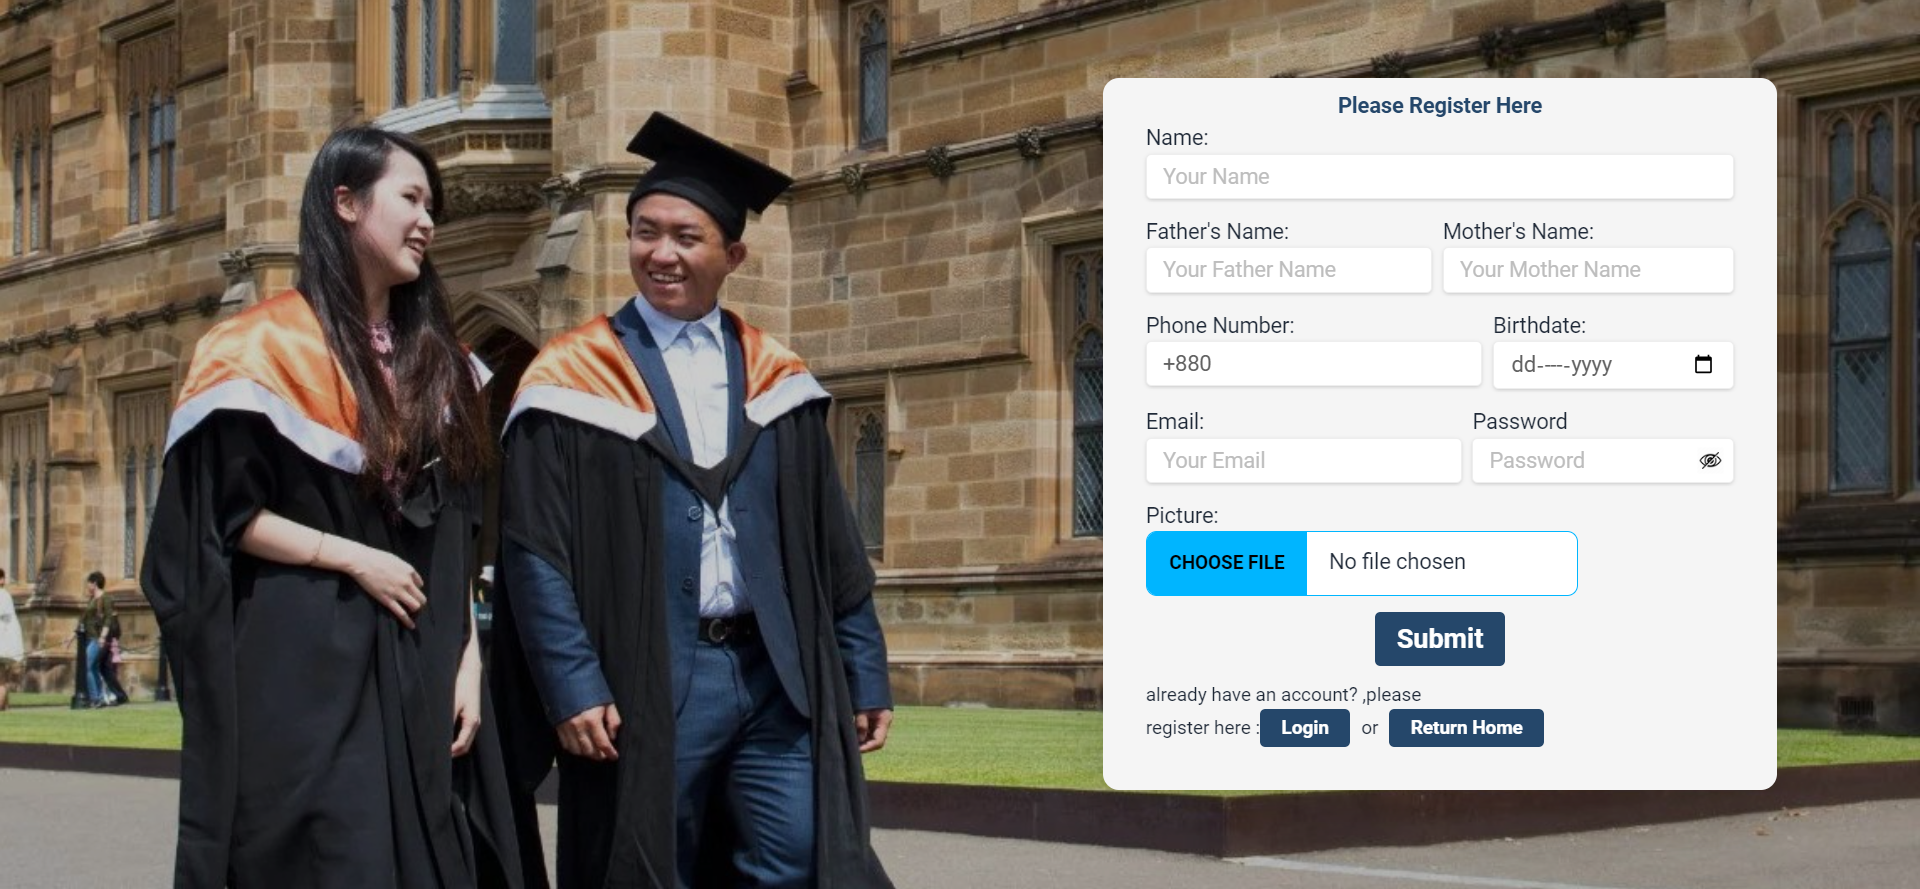 Please Register Here
Name:
Your Name
Father's Name: Mother's Name:
Your Father Name Your Mother Name
Phone Number: Birthdate:
+880 dd----yyyy
Email: Password
Your Email Password
Picture:
CHOOSE FILE No file chosen
Submit
already have an account? ,please
register here : Login or Return Home